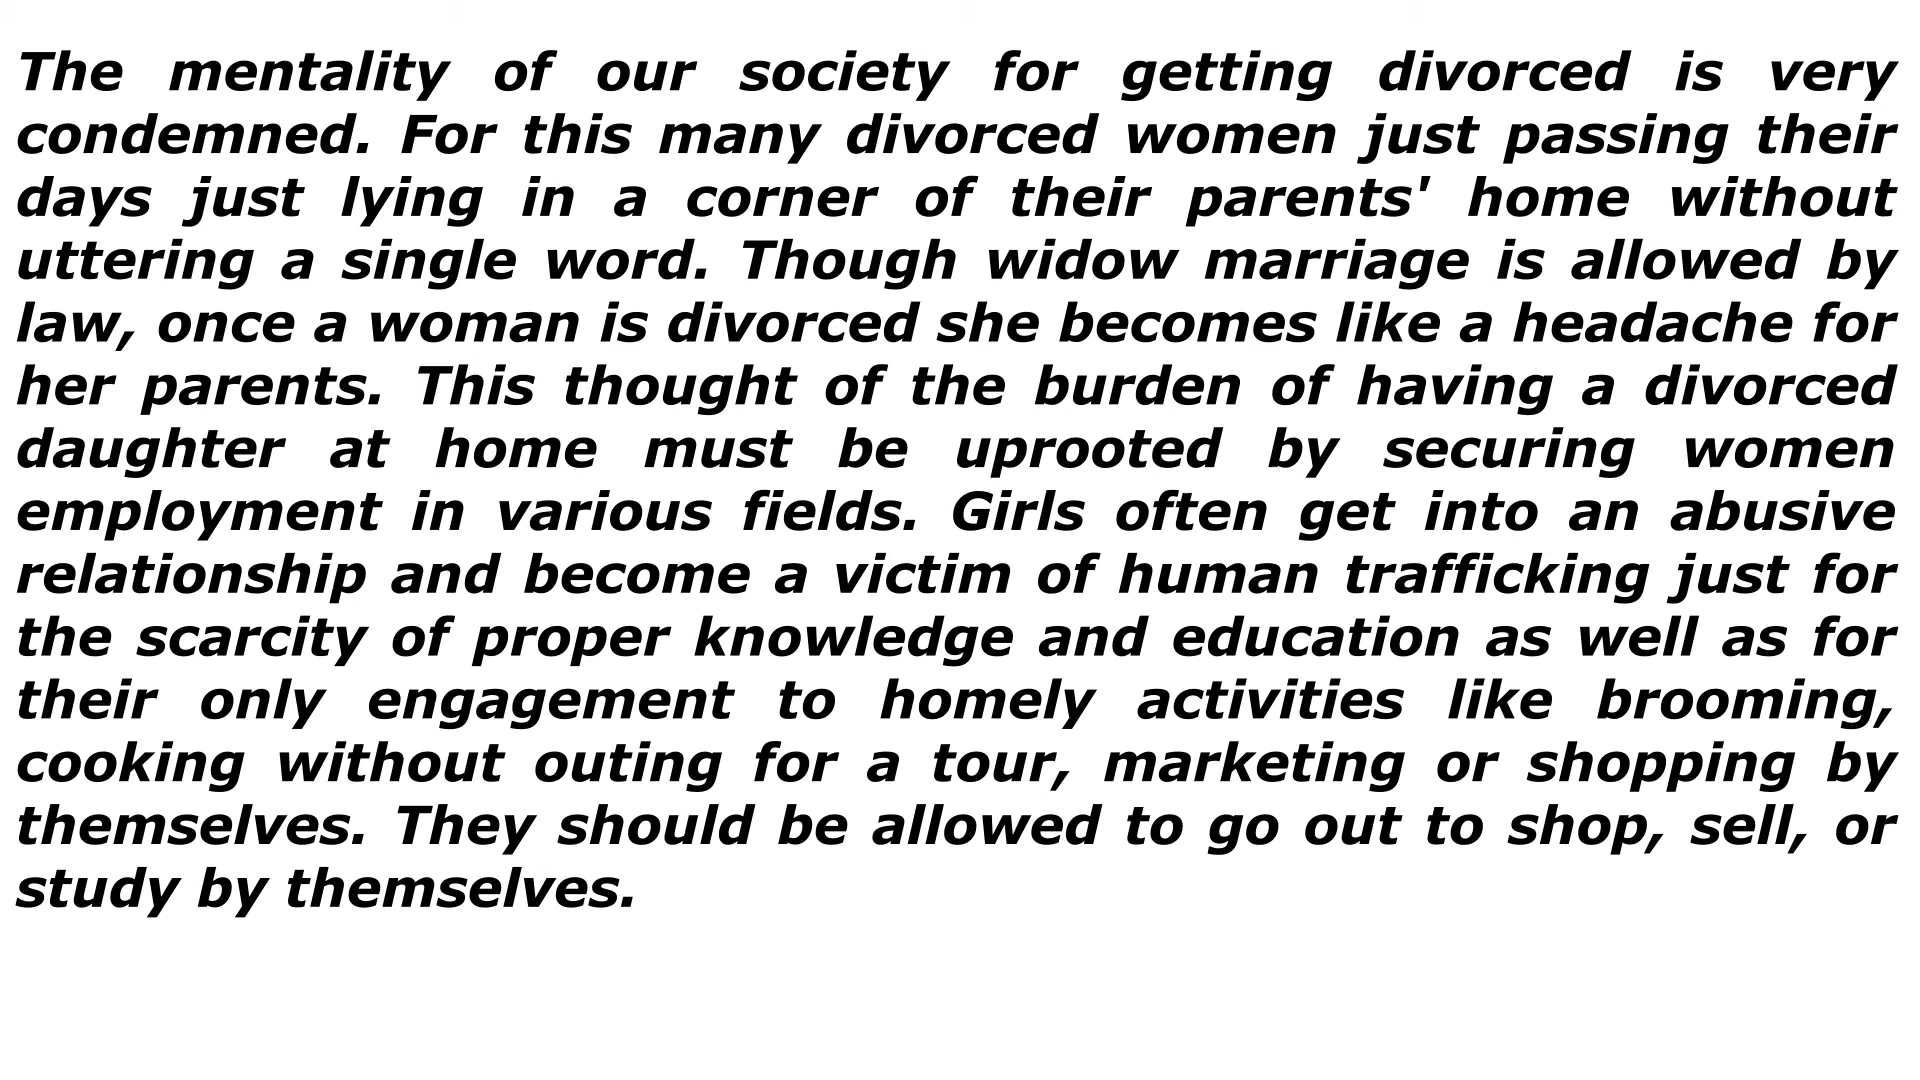 The mentality of our society for getting divorced is very
condemned. For this many divorced women just passing their
days just lying in a corner of their parents' home without
uttering a single word. Though widow marriage is allowed by
law, once a woman is divorced she becomes like a headache for
her parents. This thought of the burden of having a divorced
daughter at home must be uprooted by securing women
employment in various fields. Girls often get into an abusive
relationship and become a victim of human trafficking just for
the scarcity of proper knowledge and education as well as for
their only engagement to homely activities like brooming,
cooking without outing for a tour, marketing or shopping by
themselves. They should be allowed to go out to shop, sell, or
study by themselves.